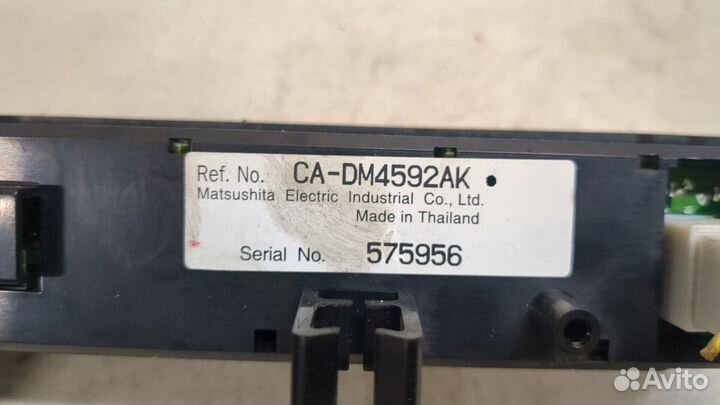 Ref. No. CA-DM4592AK
Matsushita Electric Industrial Co., Ltd.
Made in Thailand
Serial No. 575956
Avito